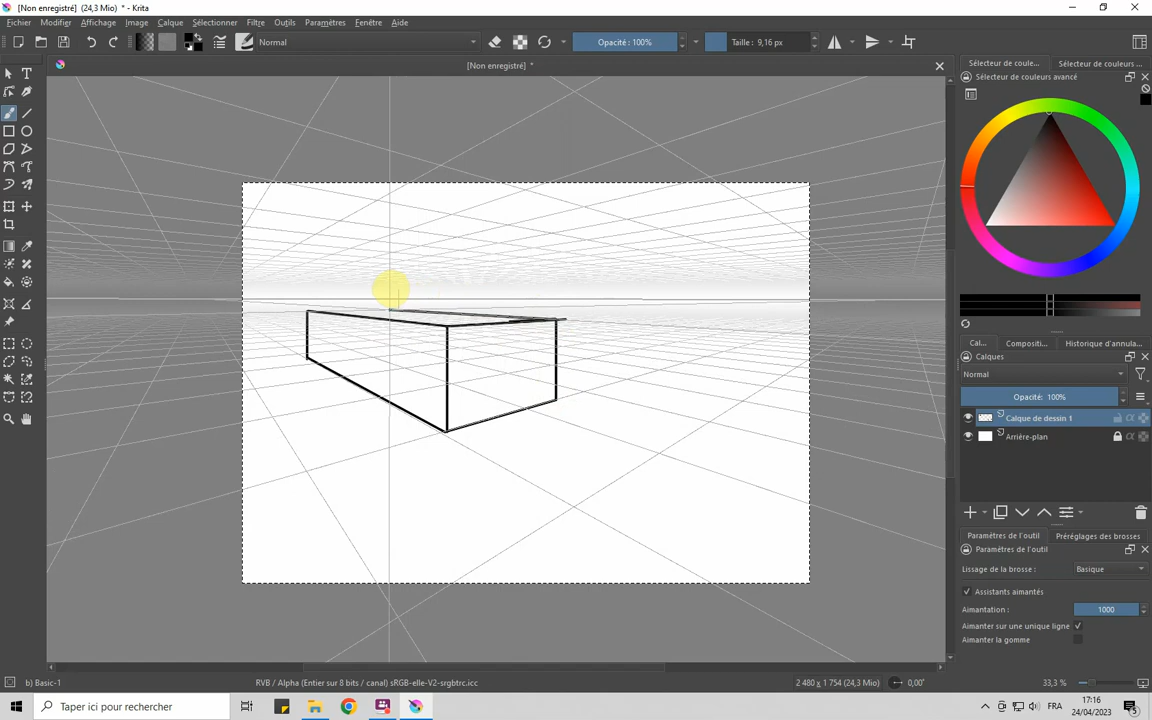 [Non enregistré] (24,3 Mio) * - Krita
Fichier Modifier Affichage Image Calque Sélectionner Filtre Outils Paramètres Fenêtre Aide
Normal Opacité : 100% Taille : 9,16 px
[Non enregistré] *
Sélecteur de coule... Sélecteur de couleurs ...
Sélecteur de couleurs avancé
Cal... Compositi... Historique d'annula...
Calques
Normal
Opacité: 100%
Calque de dessin 1
Arrière-plan
Paramètres de l'outil Préréglages des brosses
Paramètres de l'outil
Lissage de la brosse : Basique
Assistants aimantés
Aimantation : 1000
Aimanter sur une unique ligne
Aimanter la gomme
b) Basic-1 RVB / Alpha (Entier sur 8 bits / canal) sRGB-elle-V2-srgbtrc.icc 2 480 x 1 754 (24,3 Mio) 0,00° 33,3 %
Taper ici pour rechercher FRA 17:16
24/04/2023 5